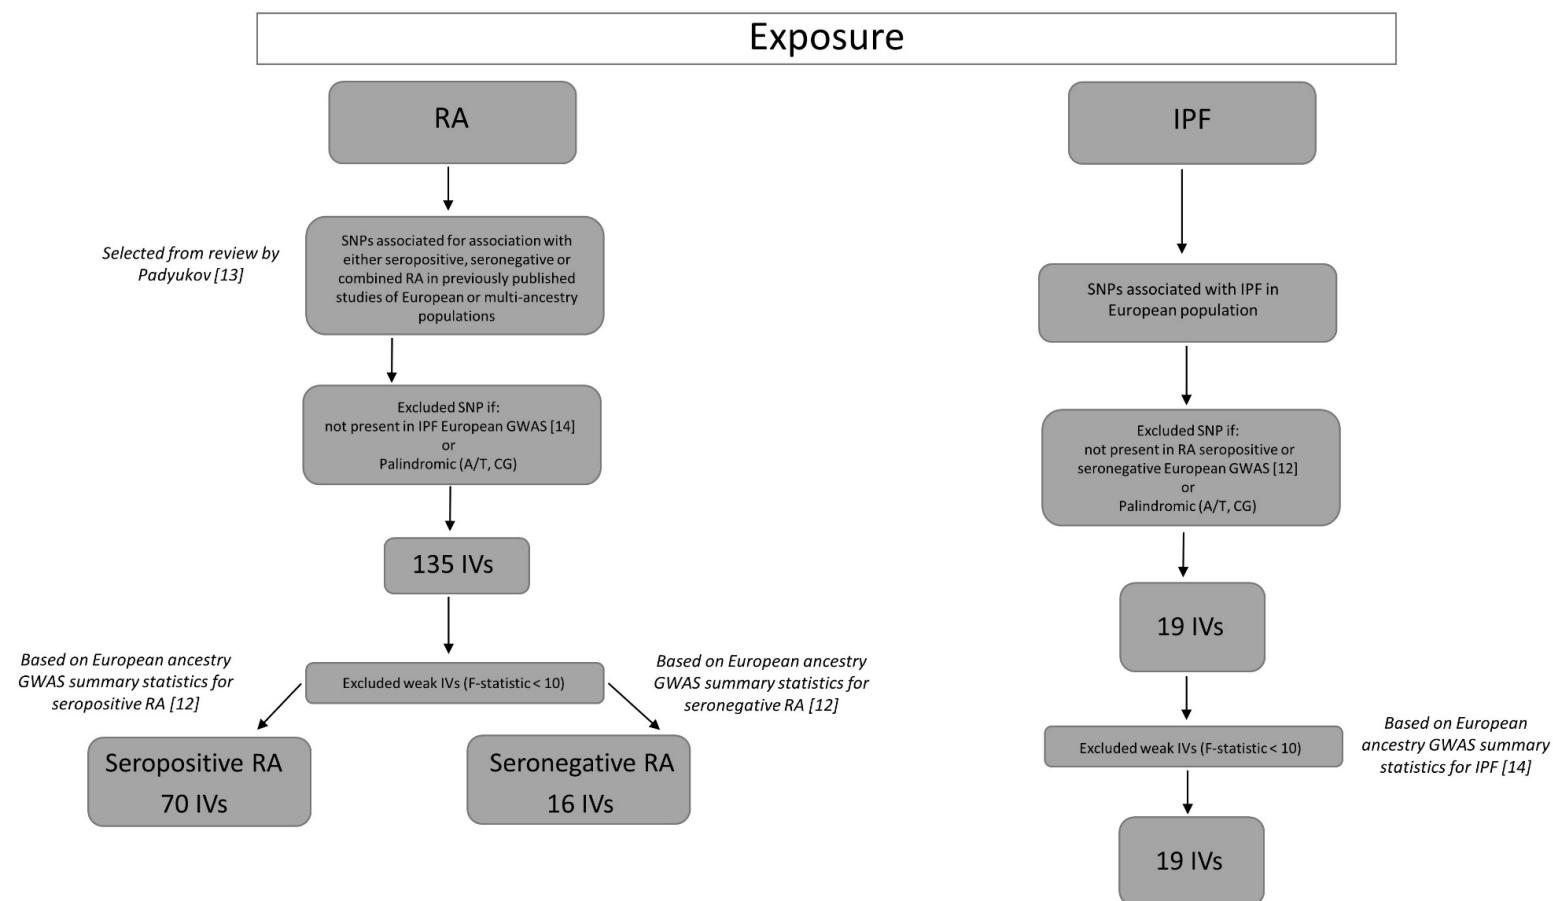 Exposure
RA
Selected from review by
Padyukov [13]
SNPs associated for association with
either seropositive, seronegative or
combined RA in previously published
studies of European or multi-ancestry
populations
Excluded SNP if:
not present in IPF European GWAS [14]
or
Palindromic (A/T, CG)
135 IVs
Based on European ancestry
GWAS summary statistics for
seropositive RA [12]
Excluded weak IVs (F-statistic < 10)
Based on European ancestry
GWAS summary statistics for
seronegative RA [12]
Seropositive RA
70 IVs
Seronegative RA
16 IVs
IPF
SNPs associated with IPF in
European population
Excluded SNP if:
not present in RA seropositive or
seronegative European GWAS [12]
or
Palindromic (A/T, CG)
19 IVs
Excluded weak IVs (F-statistic < 10)
Based on European
ancestry GWAS summary
statistics for IPF [14]
19 IVs